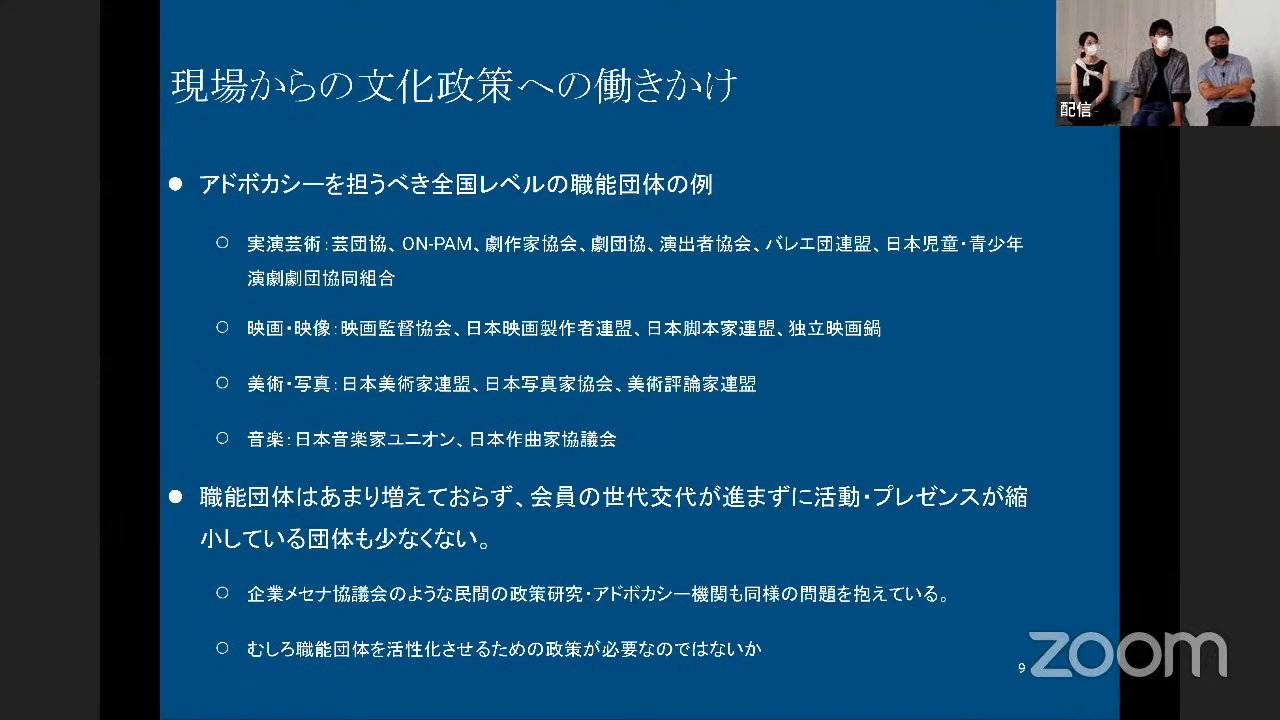 現場からの文化政策への働きかけ
配信
● アドボカシーを担うべき全国レベルの職能団体の例
○ 実演芸術：芸団協、ON-PAM、劇作家協会、劇団協、演出者協会、バレエ団連盟、日本児童・青少年
演劇劇団協同組合
○ 映画・映像：映画監督協会、日本映画製作者連盟、日本脚本家連盟、独立映画鍋
○ 美術・写真：日本美術家連盟、日本写真家協会、美術評論家連盟
○ 音楽：日本音楽家ユニオン、日本作曲家協議会
● 職能団体はあまり増えておらず、会員の世代交代が進まずに活動・プレゼンスが縮
小している団体も少なくない。
○ 企業メセナ協議会のような民間の政策研究・アドボカシー機関も同様の問題を抱えている。
○ むしろ職能団体を活性化させるための政策が必要なのではないか
9
zoom